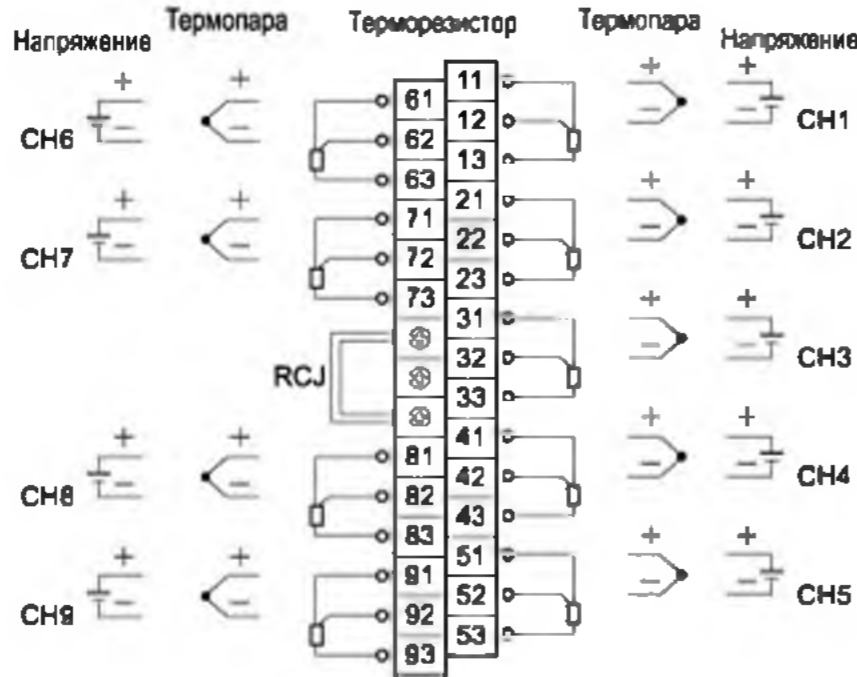 Напряжение Термопара Терморезистор Термопара Напряжение
CH6 + − + − 61 11 + − + − CH1
62 12
63 13
CH7 + − + − 71 21 + − + − CH2
72 22
73 23
RCJ 31 + − + − CH3
32
33
CH8 + − + − 81 41 + − + − CH4
82 42
83 43
CH9 + − + − 91 51 + − + − CH5
92 52
93 53